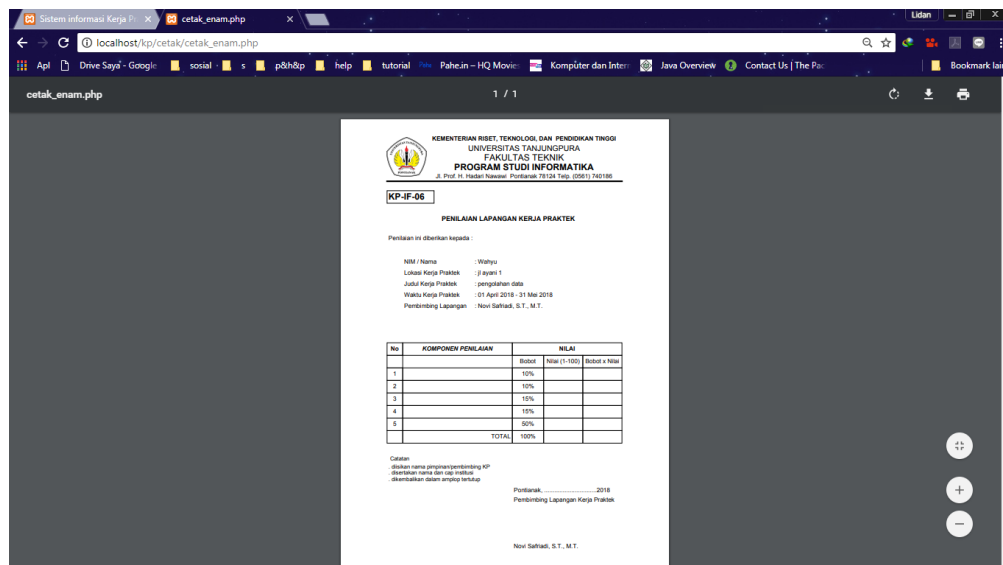 Lidan
Sistem informasi Kerja Pr
cetak_enam.php
localhost/kp/cetak/cetak_enam.php
Apl Drive Saya - Google sosial s p&h&p help tutorial Pahe.in – HQ Movies Komputer dan Intern Java Overview Contact Us | The Pac Bookmark lai
cetak_enam.php 1 / 1
KEMENTERIAN RISET, TEKNOLOGI, DAN PENDIDIKAN TINGGI
UNIVERSITAS TANJUNGPURA
FAKULTAS TEKNIK
PROGRAM STUDI INFORMATIKA
Jl. Prof. H. Hadari Nawawi Pontianak 78124 Telp. (0561) 740186
KP-IF-06
PENILAIAN LAPANGAN KERJA PRAKTEK
Penilaian ini diberikan kepada :
NIM / Nama : Wahyu
Lokasi Kerja Praktek : jl ayani 1
Judul Kerja Praktek : pengolahan data
Waktu Kerja Praktek : 01 April 2018 - 31 Mei 2018
Pembimbing Lapangan : Novi Safriadi, S.T., M.T.
No KOMPONEN PENILAIAN NILAI
Bobot Nilai (1-100) Bobot x Nilai
1 10%
2 10%
3 15%
4 15%
5 50%
TOTAL 100%
Catatan
. diisikan nama pimpinan/pembimbing KP
. disertakan nama dan cap institusi
. dikembalikan dalam amplop tertutup
Pontianak, ..............................2018
Pembimbing Lapangan Kerja Praktek
Novi Safriadi, S.T., M.T.